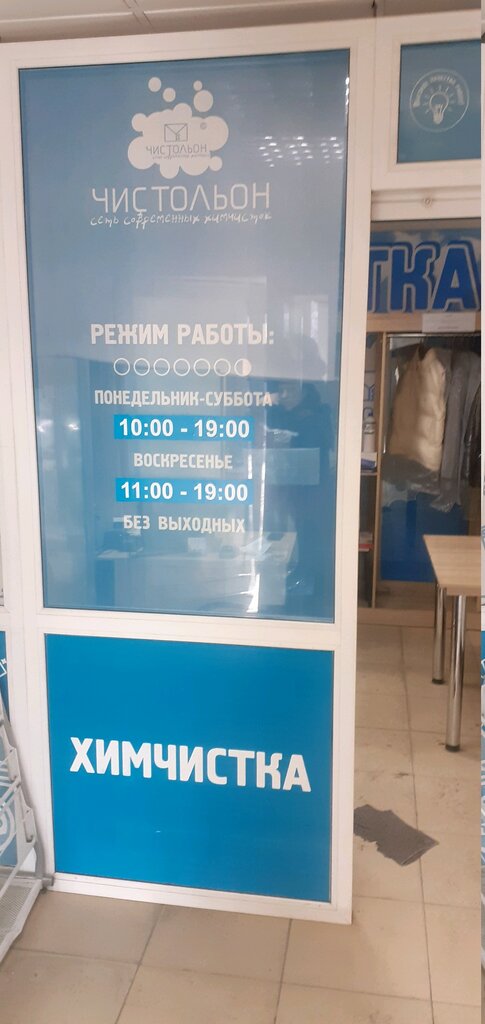 ЧИСТОЛЬОН
ЧИСТОЛЬОН
сеть современных химчисток
РЕЖИМ РАБОТЫ:
ПОНЕДЕЛЬНИК-СУББОТА
10:00 - 19:00
ВОСКРЕСЕНЬЕ
11:00 - 19:00
БЕЗ ВЫХОДНЫХ
ТКА
ХИМЧИСТКА